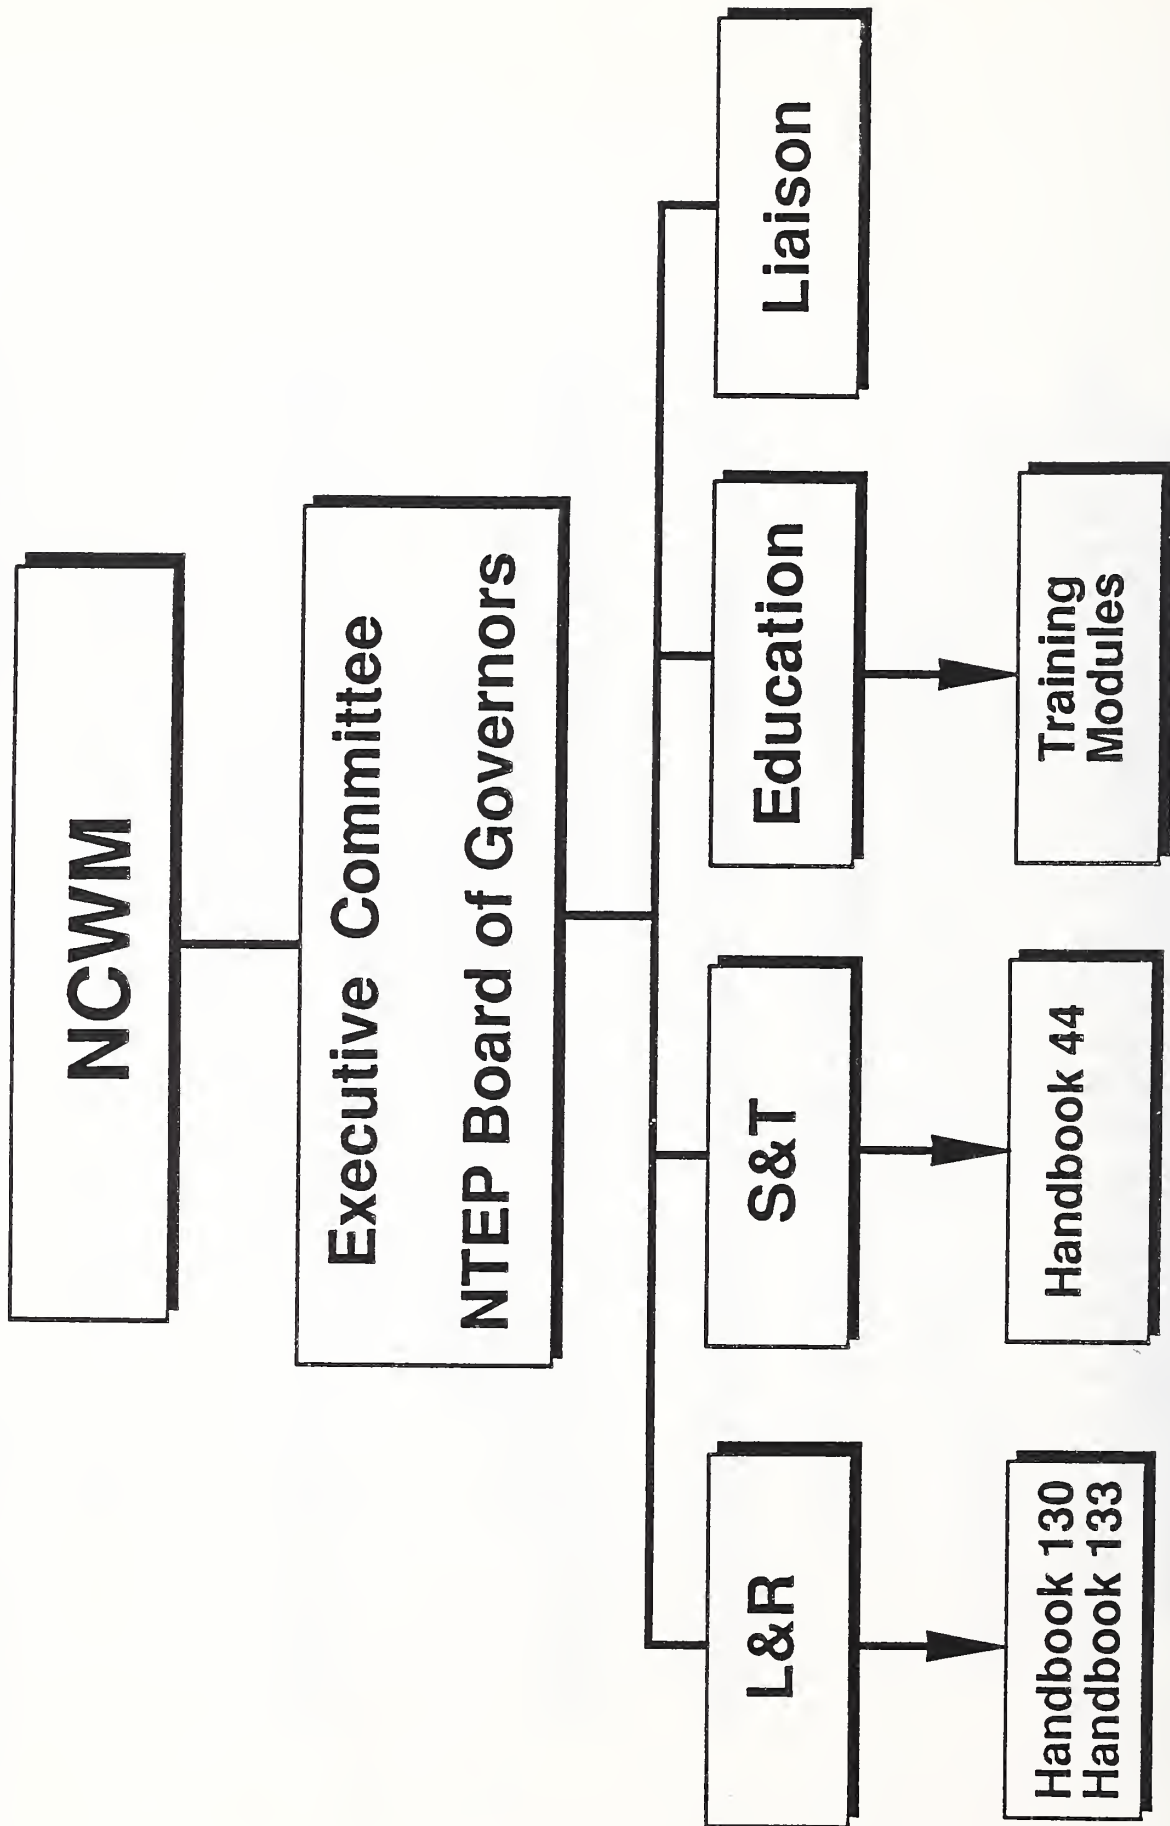 NCWM
Executive Committee
NTEP Board of Governors
L&R
S&T
Education
Liaison
Handbook 130
Handbook 133
Handbook 44
Training
Modules